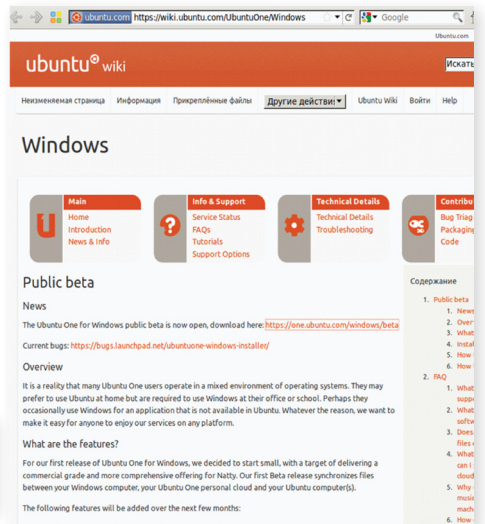 ubuntu.com https://wiki.ubuntu.com/UbuntuOne/Windows Google
Ubuntu.com
ubuntu® wiki
Искать
Неизменяемая страница Информация Прикреплённые файлы Другие действи Ubuntu Wiki Войти Help
Windows
Main
Home
Introduction
News & Info
Info & Support
Service Status
FAQs
Tutorials
Support Options
Technical Details
Technical Details
Troubleshooting
Contribu
Bug Triag
Packaging
Code
Public beta
News
The Ubuntu One for Windows public beta is now open, download here: https://one.ubuntu.com/windows/beta
Current bugs: https://bugs.launchpad.net/ubuntuone-windows-installer/
Overview
It is a reality that many Ubuntu One users operate in a mixed environment of operating systems. They may
prefer to use Ubuntu at home but are required to use Windows at their office or school. Perhaps they
occasionally use Windows for an application that is not available in Ubuntu. Whatever the reason, we want to
make it easy for anyone to enjoy our services on any platform.
What are the features?
For our first release of Ubuntu One for Windows, we decided to start small, with a target of delivering a
commercial grade and more comprehensive offering for Natty. Our first Beta release synchronizes files
between your Windows computer, your Ubuntu One personal cloud and your Ubuntu computer(s).
The following features will be added over the next few months:
Содержание
1. Public beta
1. News
2. Over
3. What
4. Instal
5. How
6. How
2. FAQ
1. What
suppo
2. What
softw
3. Does
files
4. What
can I
cloud
5. Why
music
machi
6. How